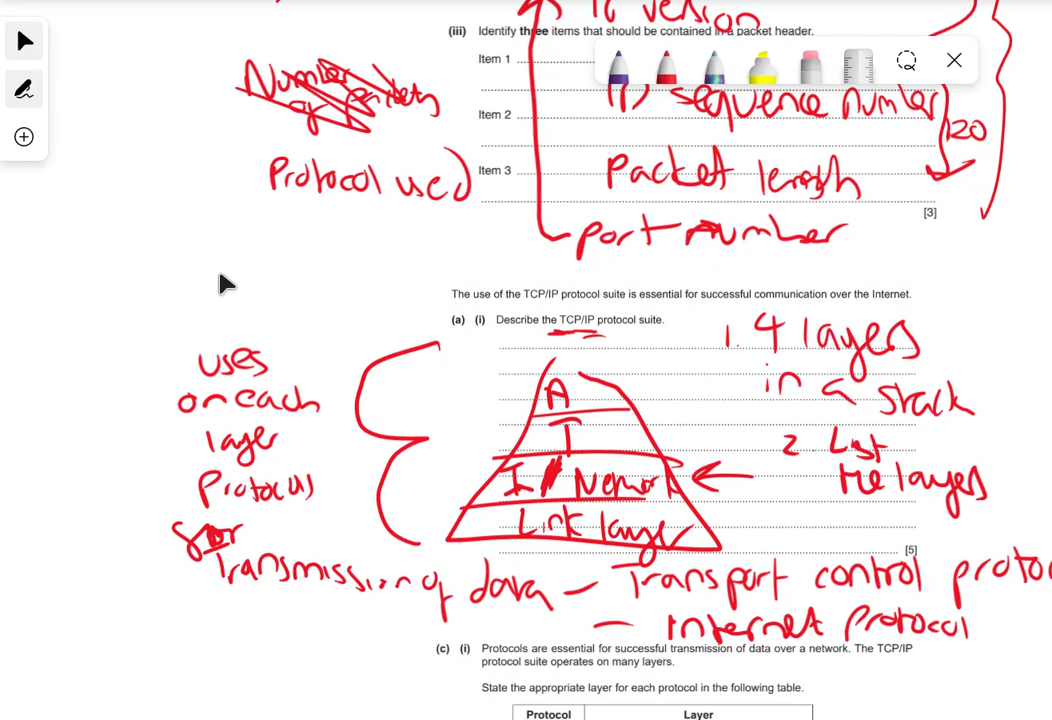 IP version
(iii) Identify three items that should be contained in a packet header.
Item 1
Number
of packets
(1) sequence number
Item 2
120
Protocol used
Item 3
Packet length
[3]
port number
The use of the TCP/IP protocol suite is essential for successful communication over the Internet.
(a) (i) Describe the TCP/IP protocol suite.
1. 4 layers
in a stack
2. List
the layers
uses
on each
layer
Protocols
for
A
T
I Network
Link layer
[5]
Transmission of data - Transport control protoco
- Internet Protocol
(c) (i) Protocols are essential for successful transmission of data over a network. The TCP/IP
protocol suite operates on many layers.
State the appropriate layer for each protocol in the following table.
Protocol Layer